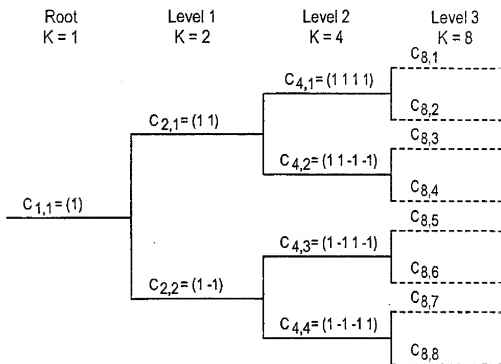 Root Level 1 Level 2 Level 3
K = 1 K = 2 K = 4 K = 8
C8,1
C4,1=(1 1 1 1)
C8,2
C2,1=(1 1)
C8,3
C4,2=(1 1 -1 -1)
C8,4
C1,1=(1)
C8,5
C4,3=(1 -1 1 -1)
C8,6
C2,2=(1 -1)
C8,7
C4,4=(1 -1 -1 1)
C8,8